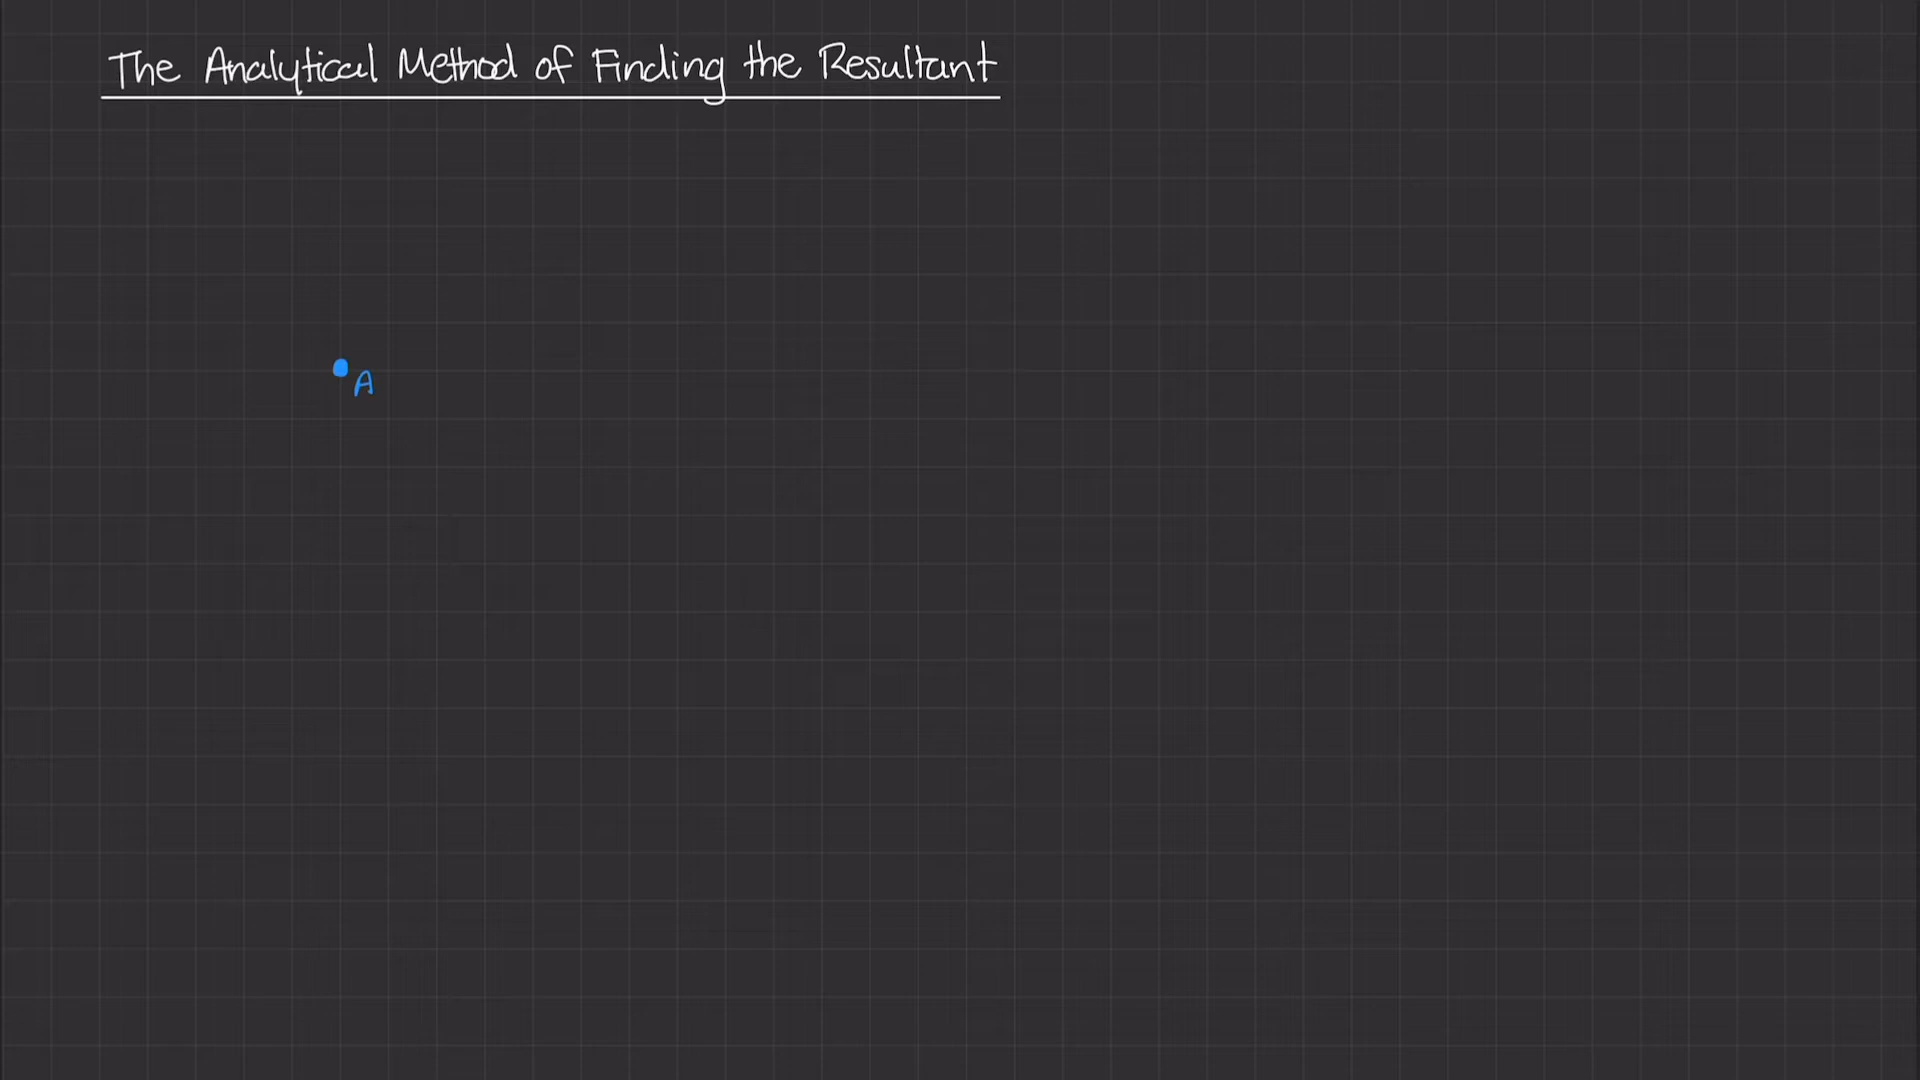 The Analytical Method of Finding the Resultant
A